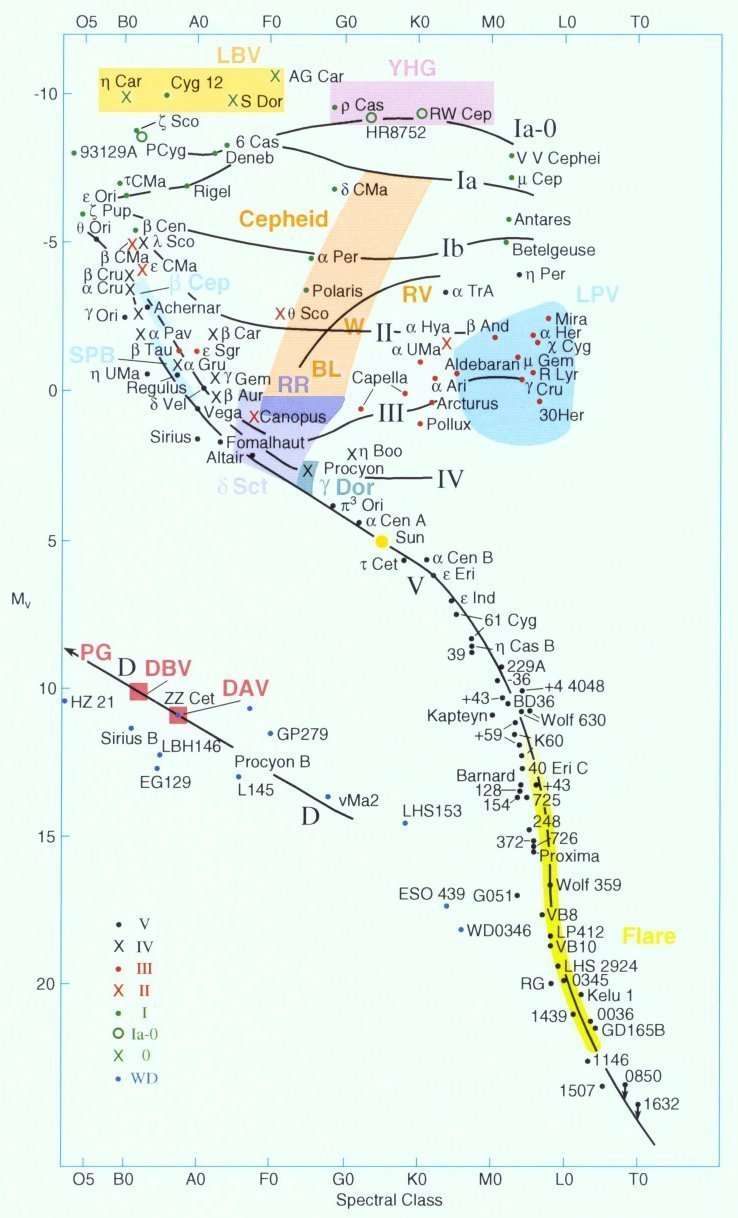 O5 B0 A0 F0 G0 K0 M0 L0 T0
LBV
YHG
η Car
Cyg 12
AG Car
-10
S Dor
ρ Cas
RW Cep
HR8752
Ia-0
ζ Sco
PCyg
6 Cas
93129A
Deneb
V V Cephei
τCMa
Rigel
δ CMa
Ia
μ Cep
ε Ori
ζ Pup
Cepheid
θ Ori
β Cen
Antares
-5
λ Sco
Ib
Betelgeuse
β CMa
ε CMa
α Per
β Cru
β Cep
η Per
α Cru
Polaris
RV
α TrA
LPV
γ Ori
Achernar
θ Sco
Mira
W
II
α Hya
β And
α Her
α Pav
β Car
χ Cyg
SPB
β Tau
ε Sgr
α UMa
Aldebaran
μ Gem
α Gru
BL
R Lyr
η UMa
γ Gem
RR
Capella
α Ari
γ Cru
Regulus
0
β Aur
δ Vel
Vega
Canopus
III
Arcturus
30Her
Pollux
Sirius
Fomalhaut
Altair
η Boo
Procyon
IV
δ Sct
γ Dor
π³ Ori
α Cen A
5
Sun
τ Cet
α Cen B
V
ε Eri
Mv
ε Ind
61 Cyg
η Cas B
39
PG
D
DBV
229A
-36
10
ZZ Cet
DAV
+4 4048
HZ 21
+43
BD36
Kapteyn
Wolf 630
Sirius B
GP279
+59
K60
LBH146
Procyon B
40 Eri C
EG129
L145
Barnard
+43
128
vMa2
154
725
D
LHS153
15
248
372
726
Proxima
Wolf 359
ESO 439
G051
VB8
WD0346
LP412
Flare
VB10
LHS 2924
20
RG
0345
Kelu 1
1439
0036
GD165B
V
IV
III
II
I
Ia-0
0
WD
1146
0850
1507
1632
O5 B0 A0 F0 G0 K0 M0 L0 T0
Spectral Class